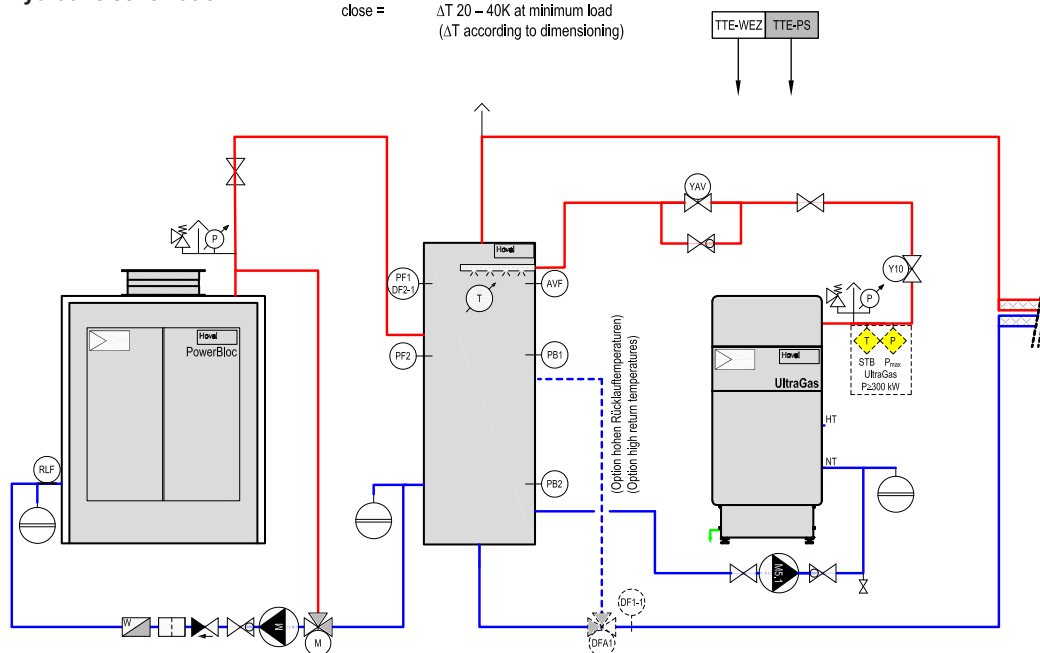 close = ΔT 20 – 40K at minimum load
(ΔT according to dimensioning)
TTE-WEZ TTE-PS
YAV
P
Hoval
PF1
DF2-1
AVF
T
Y10
P
Hoval
PowerBloc
PF2
PB1
T P
STB Pmax
UltraGas
P≥300 kW
Hoval
UltraGas
(Option hohen Rücklauftemperaturen)
(Option high return temperatures)
HT
NT
RLF
PB2
M5.1
DF1-1
W
M
M
DFA1